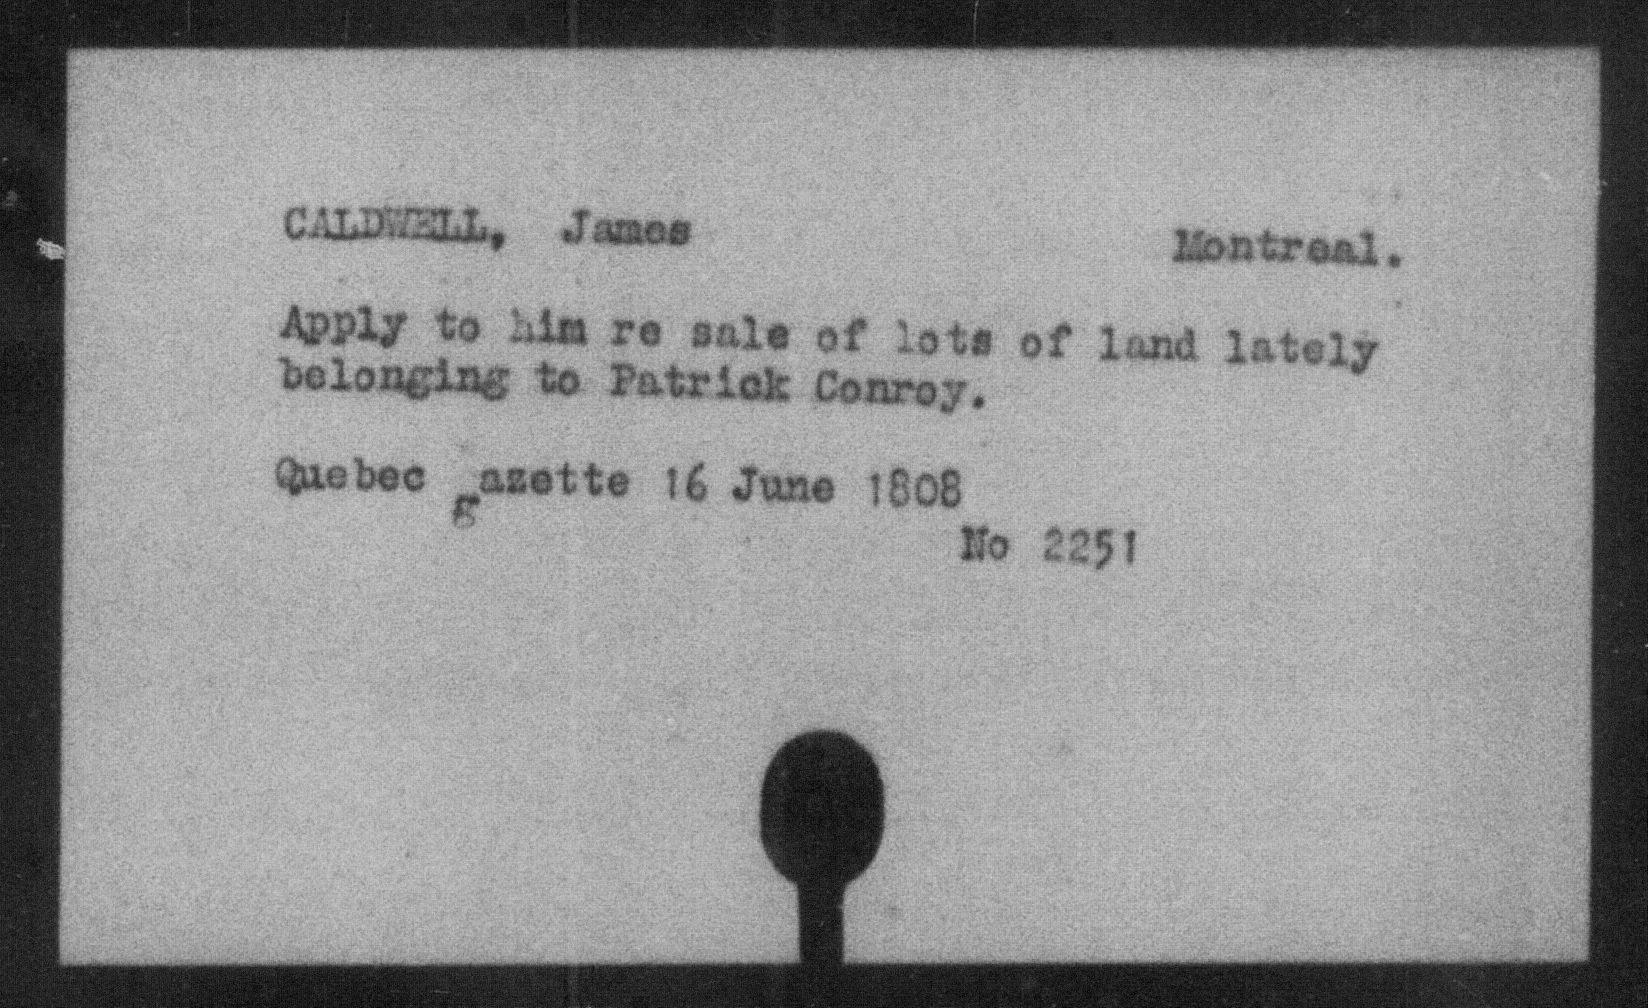 CALDWELL, James Montreal.
Apply to him re sale of lots of land lately
belonging to Patrick Conroy.
Quebec gazette 16 June 1808
No 2251